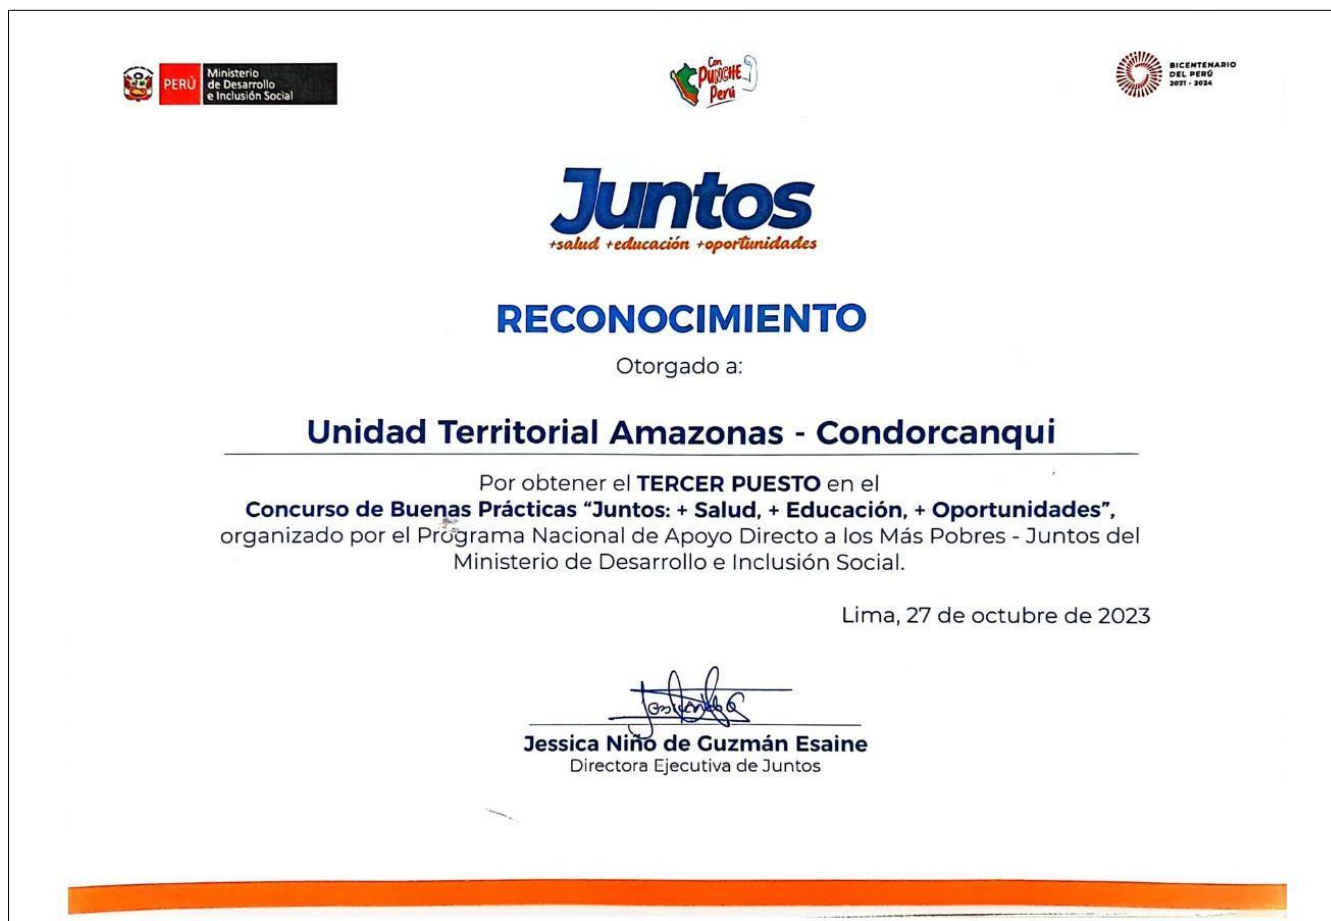 PERÚ
Ministerio
de Desarrollo
e Inclusión Social
Con
PUNCHE
Perú
BICENTENARIO
DEL PERÚ
2021 - 2024
Juntos
+salud +educación +oportunidades
RECONOCIMIENTO
Otorgado a:
Unidad Territorial Amazonas - Condorcanqui
Por obtener el TERCER PUESTO en el
Concurso de Buenas Prácticas “Juntos: + Salud, + Educación, + Oportunidades”,
organizado por el Programa Nacional de Apoyo Directo a los Más Pobres - Juntos del
Ministerio de Desarrollo e Inclusión Social.
Lima, 27 de octubre de 2023
Jessica Niño de Guzmán Esaine
Directora Ejecutiva de Juntos